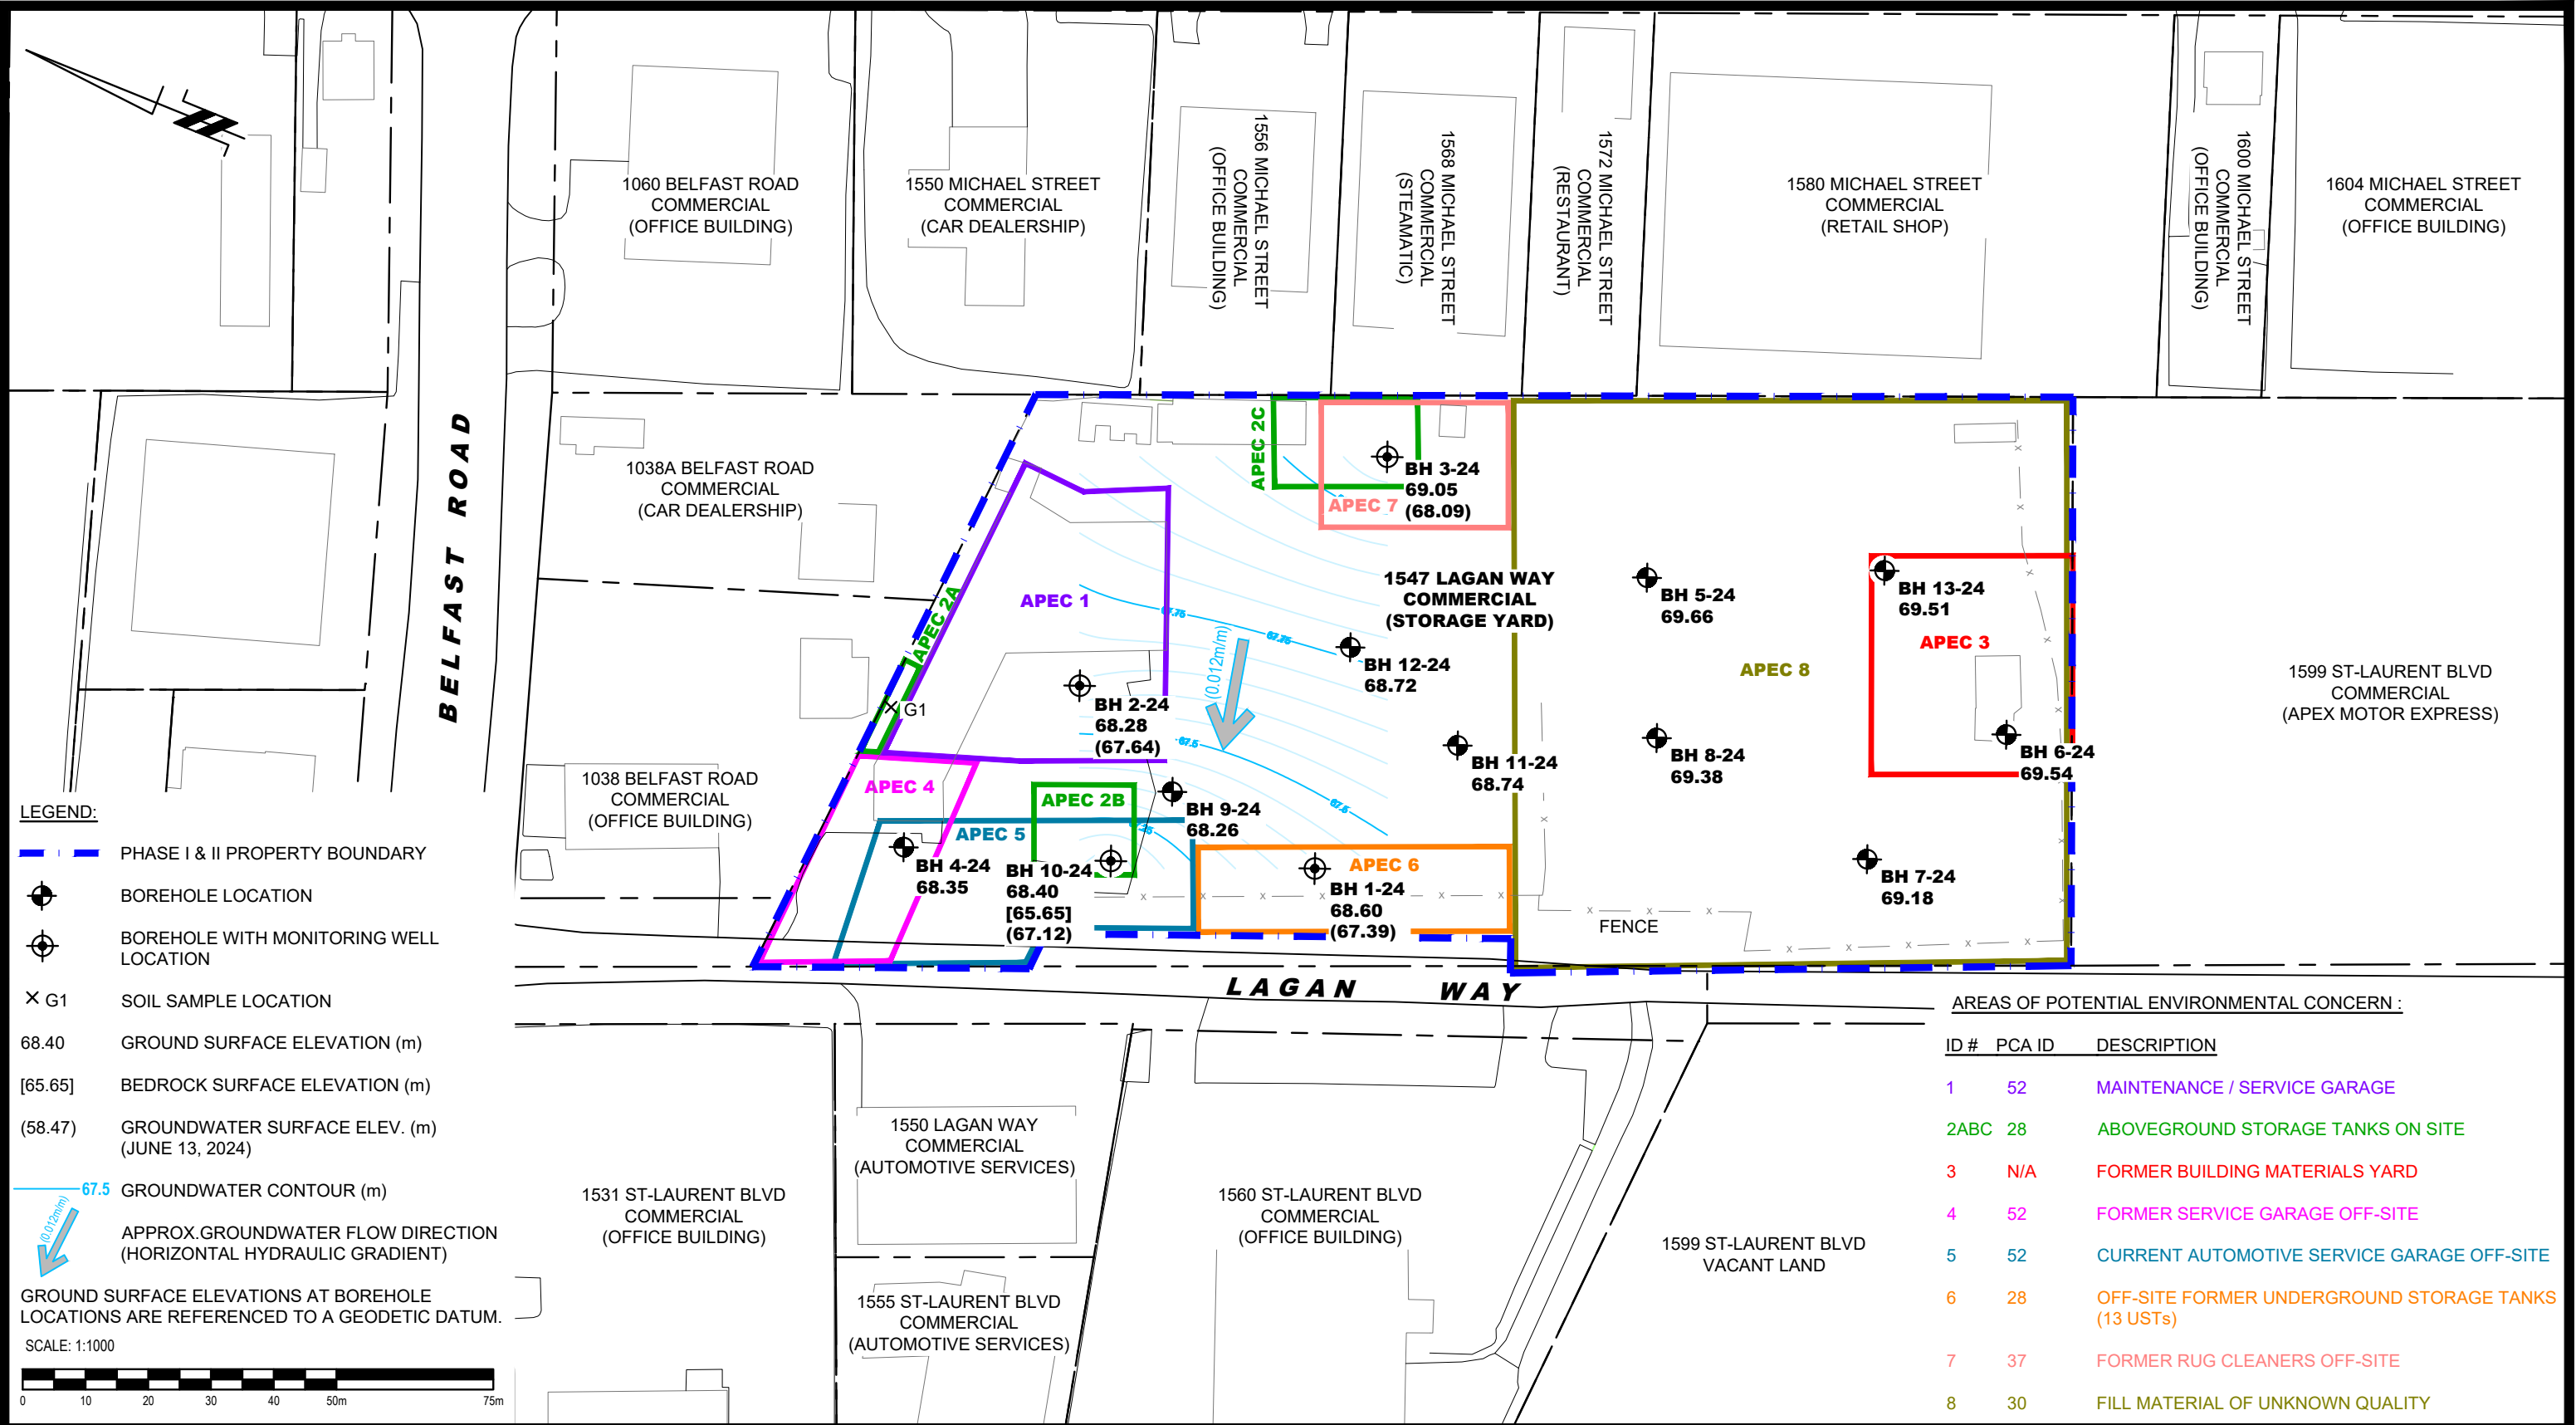 1060 BELFAST ROAD
COMMERCIAL
(OFFICE BUILDING)
1550 MICHAEL STREET
COMMERCIAL
(CAR DEALERSHIP)
1556 MICHAEL STREET
COMMERCIAL
(OFFICE BUILDING)
1568 MICHAEL STREET
COMMERCIAL
(STEAMATIC)
1572 MICHAEL STREET
COMMERCIAL
(RESTAURANT)
1580 MICHAEL STREET
COMMERCIAL
(RETAIL SHOP)
1600 MICHAEL STREET
COMMERCIAL
(OFFICE BUILDING)
1604 MICHAEL STREET
COMMERCIAL
(OFFICE BUILDING)
BELFAST ROAD
1038A BELFAST ROAD
COMMERCIAL
(CAR DEALERSHIP)
1038 BELFAST ROAD
COMMERCIAL
(OFFICE BUILDING)
APEC 2C
APEC 7
BH 3-24
69.05
(68.09)
APEC 1
APEC 2A
G1
1547 LAGAN WAY
COMMERCIAL
(STORAGE YARD)
67.75
67.75
(0.012m/m)
BH 12-24
68.72
BH 2-24
68.28
(67.64)
67.5
67.5
67.25
BH 11-24
68.74
BH 5-24
69.66
BH 13-24
69.51
APEC 3
APEC 8
BH 8-24
69.38
BH 6-24
69.54
BH 7-24
69.18
1599 ST-LAURENT BLVD
COMMERCIAL
(APEX MOTOR EXPRESS)
APEC 4
APEC 2B
APEC 5
BH 9-24
68.26
BH 4-24
68.35
BH 10-24
68.40
[65.65]
(67.12)
APEC 6
BH 1-24
68.60
(67.39)
FENCE
LAGAN WAY
1531 ST-LAURENT BLVD
COMMERCIAL
(OFFICE BUILDING)
1550 LAGAN WAY
COMMERCIAL
(AUTOMOTIVE SERVICES)
1555 ST-LAURENT BLVD
COMMERCIAL
(AUTOMOTIVE SERVICES)
1560 ST-LAURENT BLVD
COMMERCIAL
(OFFICE BUILDING)
1599 ST-LAURENT BLVD
VACANT LAND
LEGEND:
PHASE I & II PROPERTY BOUNDARY
BOREHOLE LOCATION
BOREHOLE WITH MONITORING WELL
LOCATION
G1 SOIL SAMPLE LOCATION
68.40 GROUND SURFACE ELEVATION (m)
[65.65] BEDROCK SURFACE ELEVATION (m)
(58.47) GROUNDWATER SURFACE ELEV. (m)
(JUNE 13, 2024)
67.5 GROUNDWATER CONTOUR (m)
(0.012m/m)
APPROX.GROUNDWATER FLOW DIRECTION
(HORIZONTAL HYDRAULIC GRADIENT)
GROUND SURFACE ELEVATIONS AT BOREHOLE
LOCATIONS ARE REFERENCED TO A GEODETIC DATUM.
SCALE: 1:1000
0 10 20 30 40 50m 75m
AREAS OF POTENTIAL ENVIRONMENTAL CONCERN :
ID # PCA ID DESCRIPTION
1 52 MAINTENANCE / SERVICE GARAGE
2ABC 28 ABOVEGROUND STORAGE TANKS ON SITE
3 N/A FORMER BUILDING MATERIALS YARD
4 52 FORMER SERVICE GARAGE OFF-SITE
5 52 CURRENT AUTOMOTIVE SERVICE GARAGE OFF-SITE
6 28 OFF-SITE FORMER UNDERGROUND STORAGE TANKS
(13 USTs)
7 37 FORMER RUG CLEANERS OFF-SITE
8 30 FILL MATERIAL OF UNKNOWN QUALITY